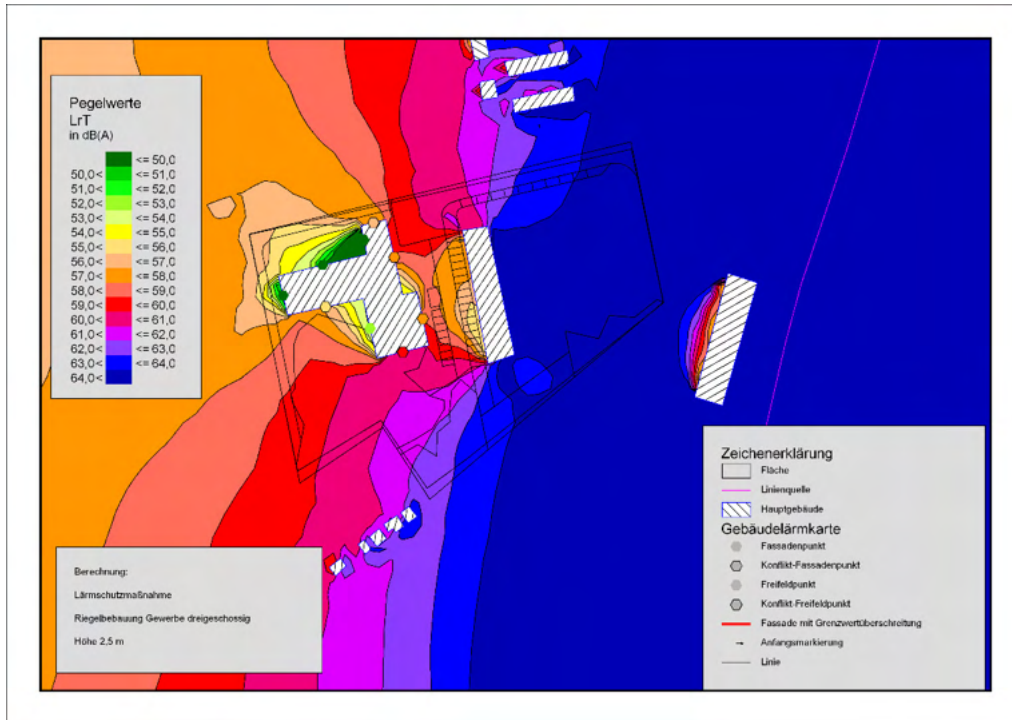 Pegelwerte
LrT
in dB(A)
<= 50,0
50,0< <= 51,0
51,0< <= 52,0
52,0< <= 53,0
53,0< <= 54,0
54,0< <= 55,0
55,0< <= 56,0
56,0< <= 57,0
57,0< <= 58,0
58,0< <= 59,0
59,0< <= 60,0
60,0< <= 61,0
61,0< <= 62,0
62,0< <= 63,0
63,0< <= 64,0
64,0<
Zeichenerklärung
Fläche
Linienquelle
Hauptgebäude
Gebäudelärmkarte
Fassadenpunkt
Konflikt-Fassadenpunkt
Freifeldpunkt
Konflikt-Freifeldpunkt
Fassade mit Grenzwertüberschreitung
Anfangsmarkierung
Linie
Berechnung:
Lärmschutzmaßnahme
Riegelbebauung Gewerbe dreigeschossig
Höhe 2,5 m